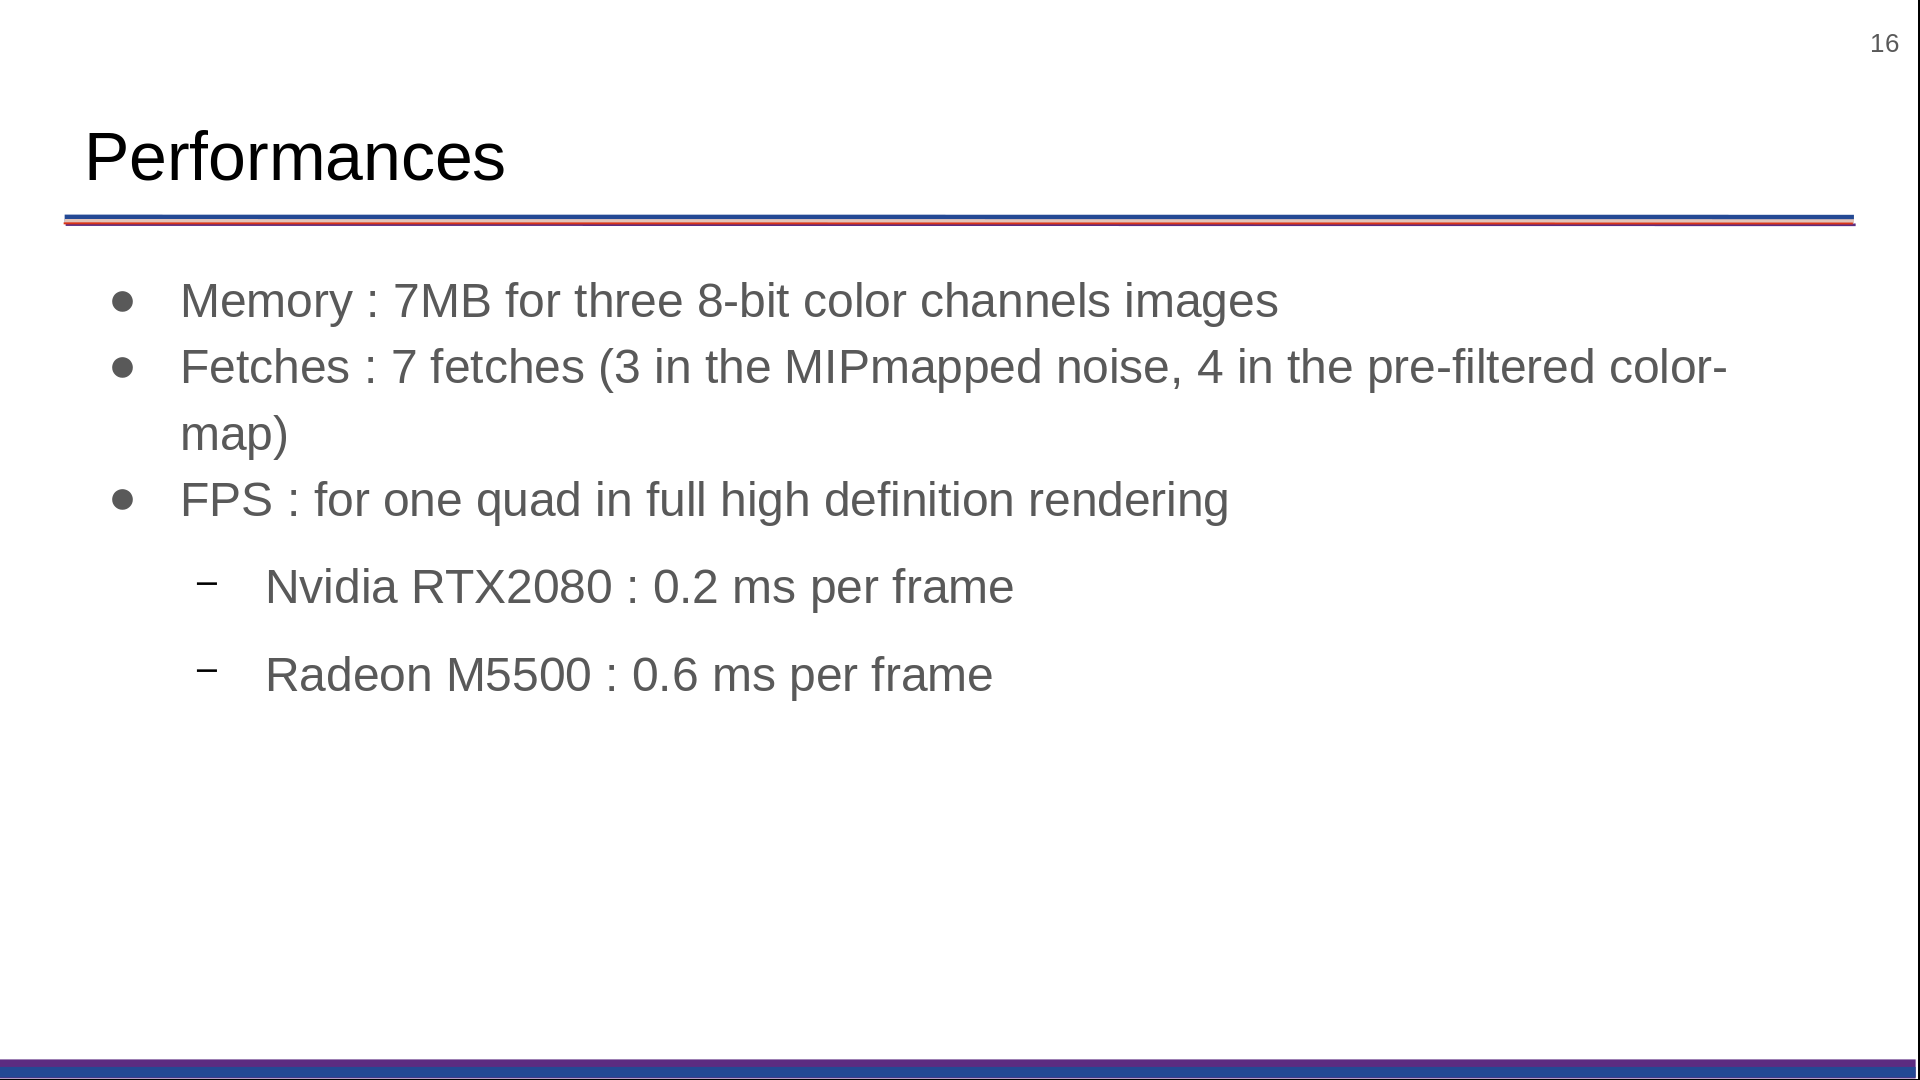 16
Performances
● Memory : 7MB for three 8-bit color channels images
● Fetches : 7 fetches (3 in the MIPmapped noise, 4 in the pre-filtered color-
map)
● FPS : for one quad in full high definition rendering
– Nvidia RTX2080 : 0.2 ms per frame
– Radeon M5500 : 0.6 ms per frame